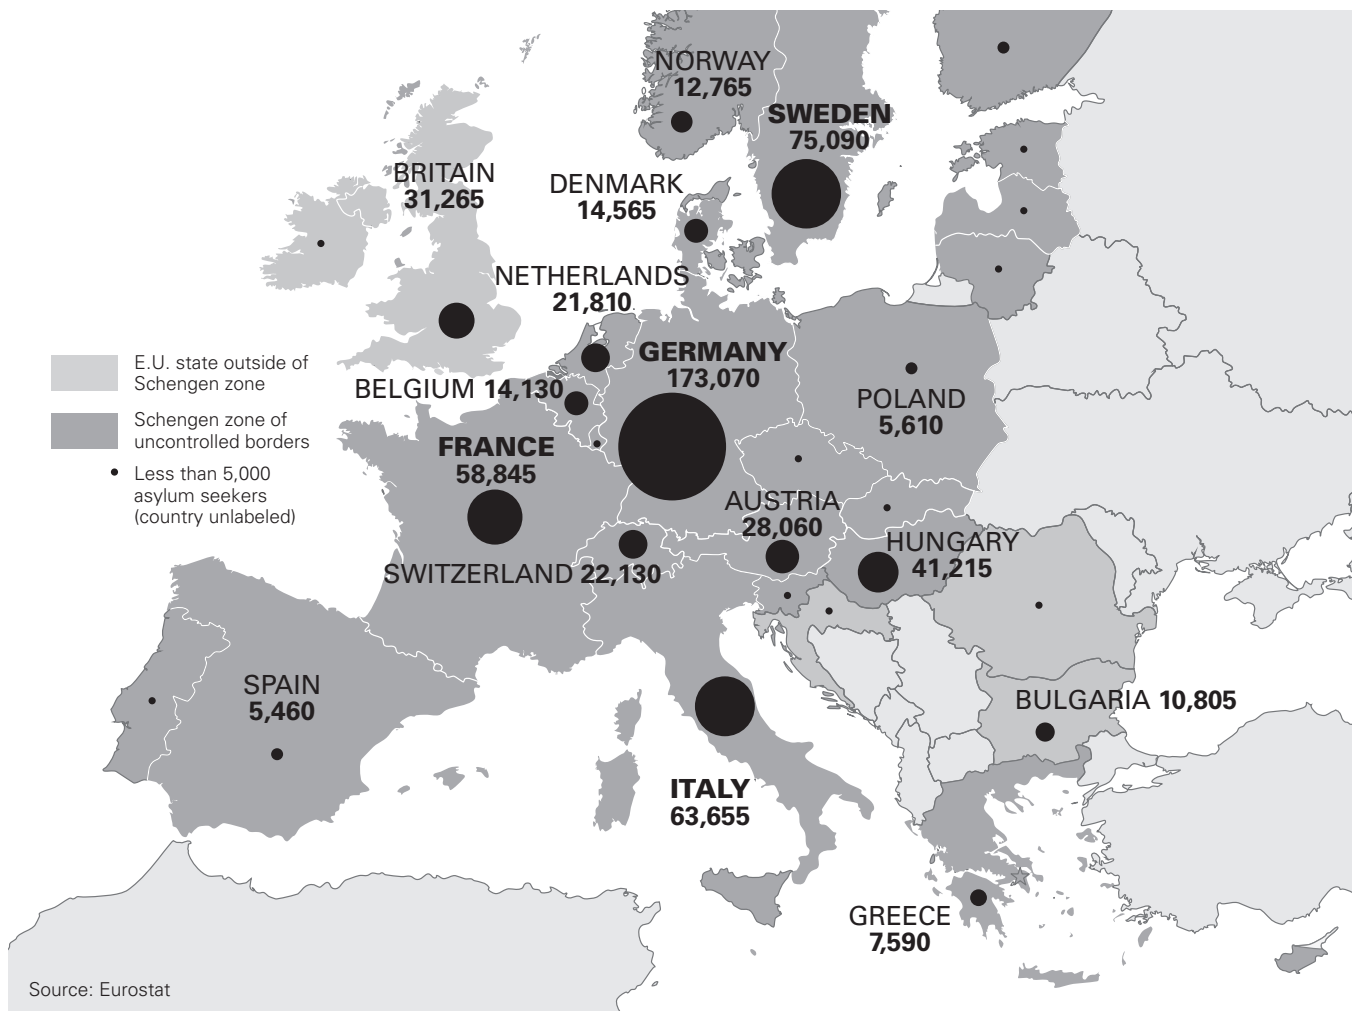 NORWAY
12,765
SWEDEN
75,090
BRITAIN
31,265
DENMARK
14,565
NETHERLANDS
21,810
GERMANY
173,070
E.U. state outside of
Schengen zone
Schengen zone of
uncontrolled borders
Less than 5,000
asylum seekers
(country unlabeled)
BELGIUM 14,130
POLAND
5,610
FRANCE
58,845
AUSTRIA
28,060
HUNGARY
41,215
SWITZERLAND 22,130
SPAIN
5,460
BULGARIA 10,805
ITALY
63,655
GREECE
7,590
Source: Eurostat